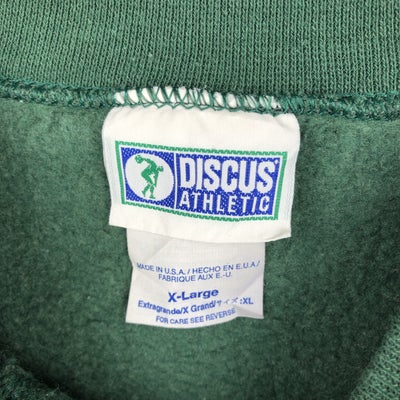 DISCUS
ATHLETIC
MADE IN U.S.A./ HECHO EN E.U.A./
FABRIQUE AUX E.-U.
X-Large
Extragrande/X Grand/サイズ:XL
FOR CARE SEE REVERSE